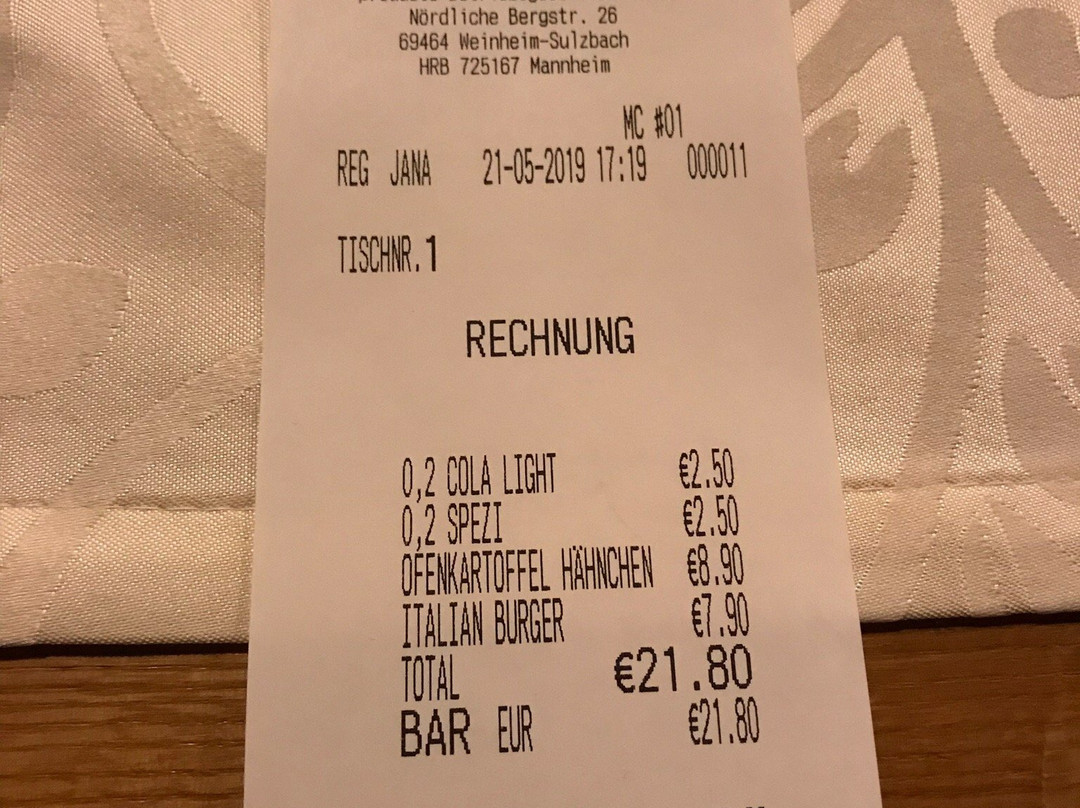 Nördliche Bergstr. 26
69464 Weinheim-Sulzbach
HRB 725167 Mannheim
MC #01
REG JANA 21-05-2019 17:19 000011
TISCHNR. 1
RECHNUNG
0,2 COLA LIGHT €2.50
0,2 SPEZI €2.50
OFENKARTOFFEL HÄHNCHEN €8.90
ITALIAN BURGER €7.90
TOTAL €21.80
BAR EUR €21.80